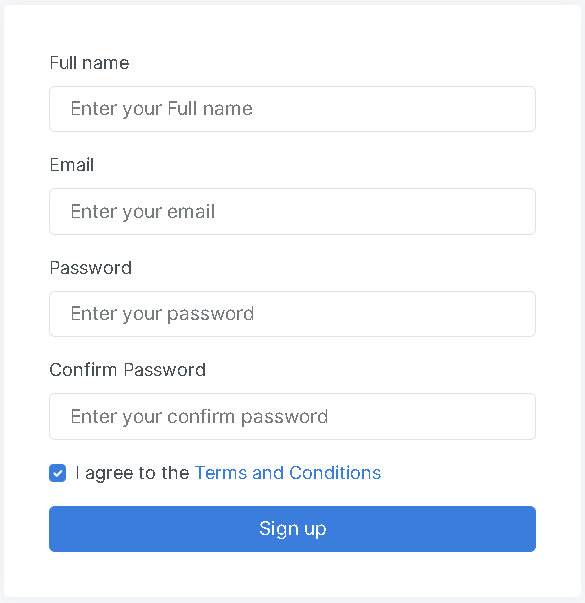 Full name
Enter your Full name
Email
Enter your email
Password
Enter your password
Confirm Password
Enter your confirm password
I agree to the Terms and Conditions
Sign up